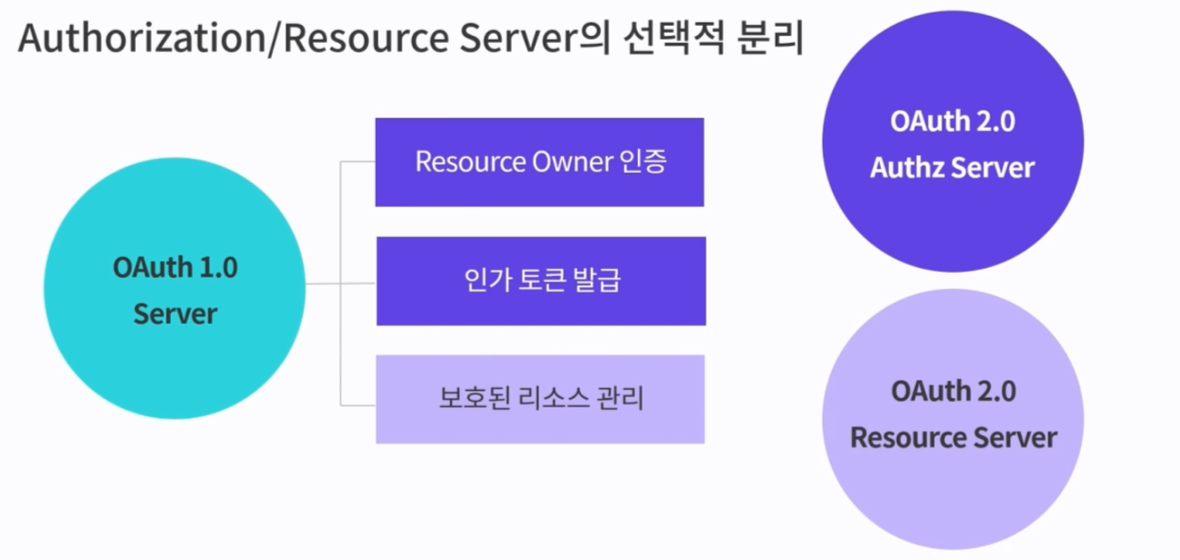 Authorization/Resource Server의 선택적 분리
OAuth 1.0
Server
Resource Owner 인증
인가 토큰 발급
보호된 리소스 관리
OAuth 2.0
Authz Server
OAuth 2.0
Resource Server